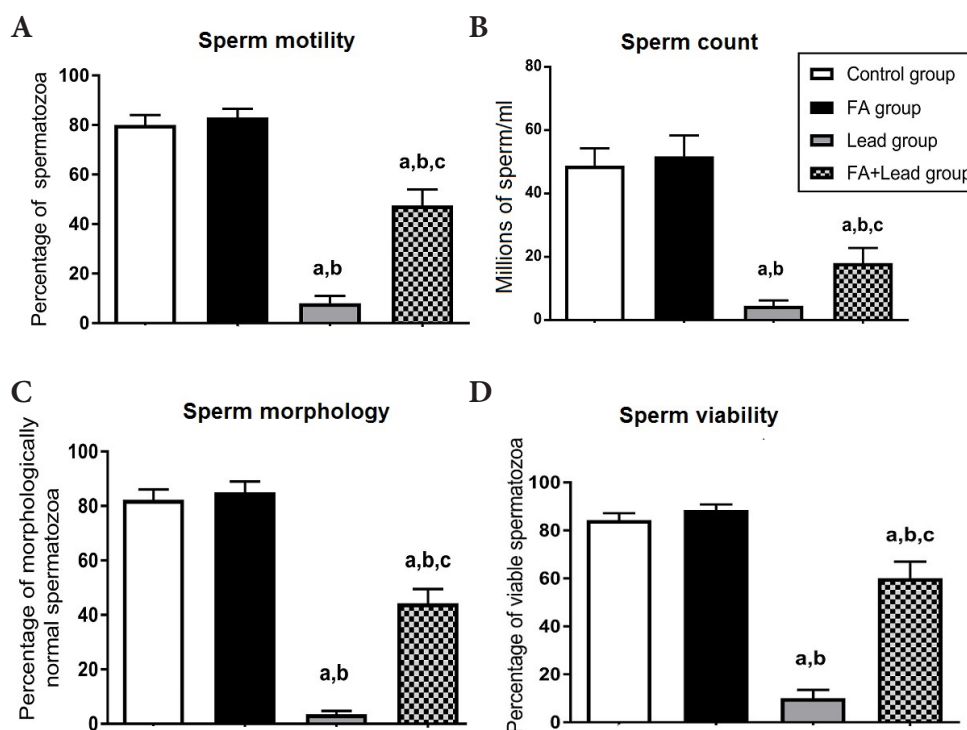 A
Sperm motility
Percentage of spermatozoa
100
80
60
40
20
0
a,b
a,b,c
B
Sperm count
Millions of sperm/ml
80
60
40
20
0
a,b
a,b,c
Control group
FA group
Lead group
FA+Lead group
C
Sperm morphology
Percentage of morphologically
normal spermatozoa
100
80
60
40
20
0
a,b
a,b,c
D
Sperm viability
Percentage of viable spermatozoa
100
80
60
40
20
0
a,b
a,b,c